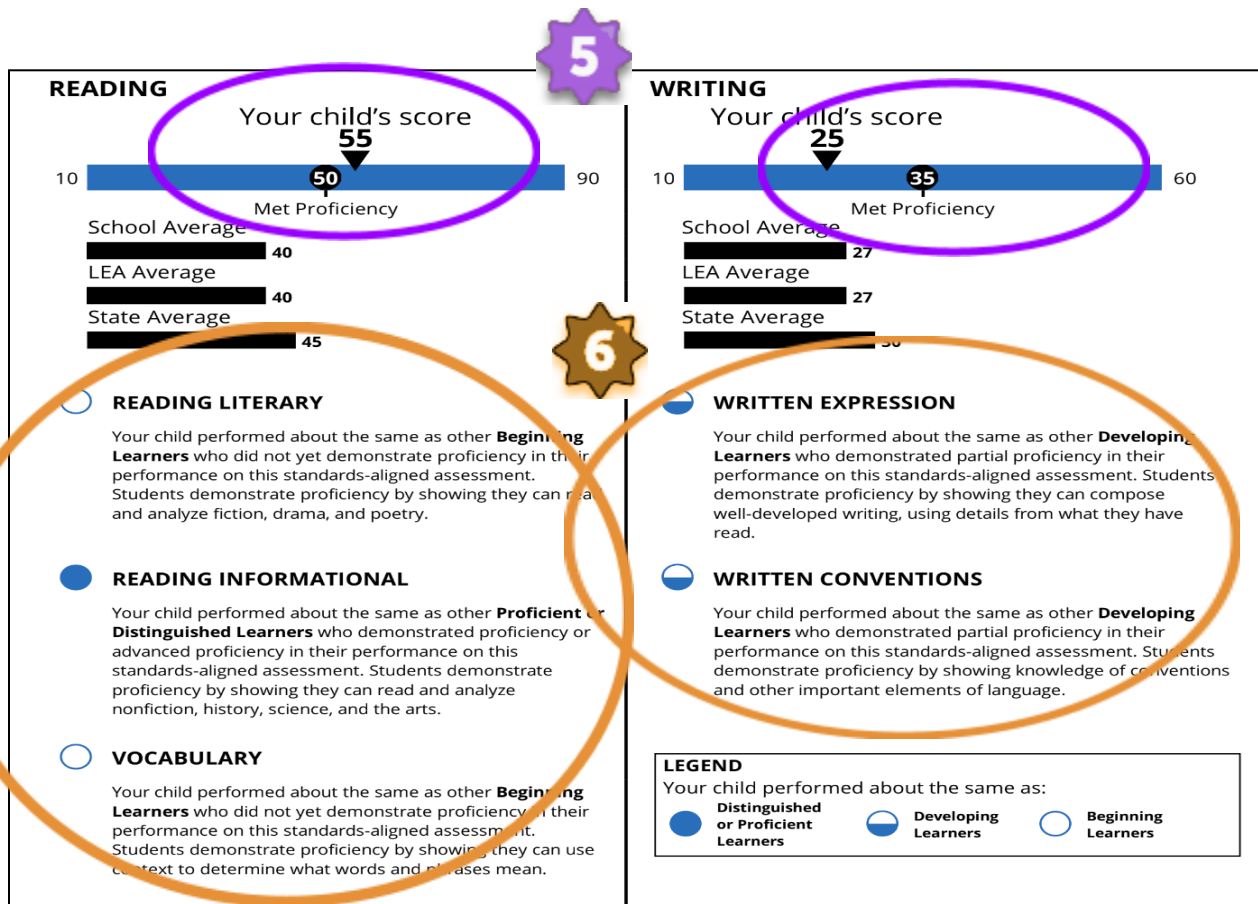 5
READING
Your child's score
55
10
50
90
Met Proficiency
School Average
40
LEA Average
40
State Average
45
6
READING LITERARY
Your child performed about the same as other Beginning
Learners who did not yet demonstrate proficiency in their
performance on this standards-aligned assessment.
Students demonstrate proficiency by showing they can read
and analyze fiction, drama, and poetry.
READING INFORMATIONAL
Your child performed about the same as other Proficient or
Distinguished Learners who demonstrated proficiency or
advanced proficiency in their performance on this
standards-aligned assessment. Students demonstrate
proficiency by showing they can read and analyze
nonfiction, history, science, and the arts.
VOCABULARY
Your child performed about the same as other Beginning
Learners who did not yet demonstrate proficiency in their
performance on this standards-aligned assessment.
Students demonstrate proficiency by showing they can use
context to determine what words and phrases mean.
WRITING
Your child's score
25
10
35
60
Met Proficiency
School Average
27
LEA Average
27
State Average
30
WRITTEN EXPRESSION
Your child performed about the same as other Developing
Learners who demonstrated partial proficiency in their
performance on this standards-aligned assessment. Students
demonstrate proficiency by showing they can compose
well-developed writing, using details from what they have
read.
WRITTEN CONVENTIONS
Your child performed about the same as other Developing
Learners who demonstrated partial proficiency in their
performance on this standards-aligned assessment. Students
demonstrate proficiency by showing knowledge of conventions
and other important elements of language.
LEGEND
Your child performed about the same as:
Distinguished
or Proficient
Learners
Developing
Learners
Beginning
Learners